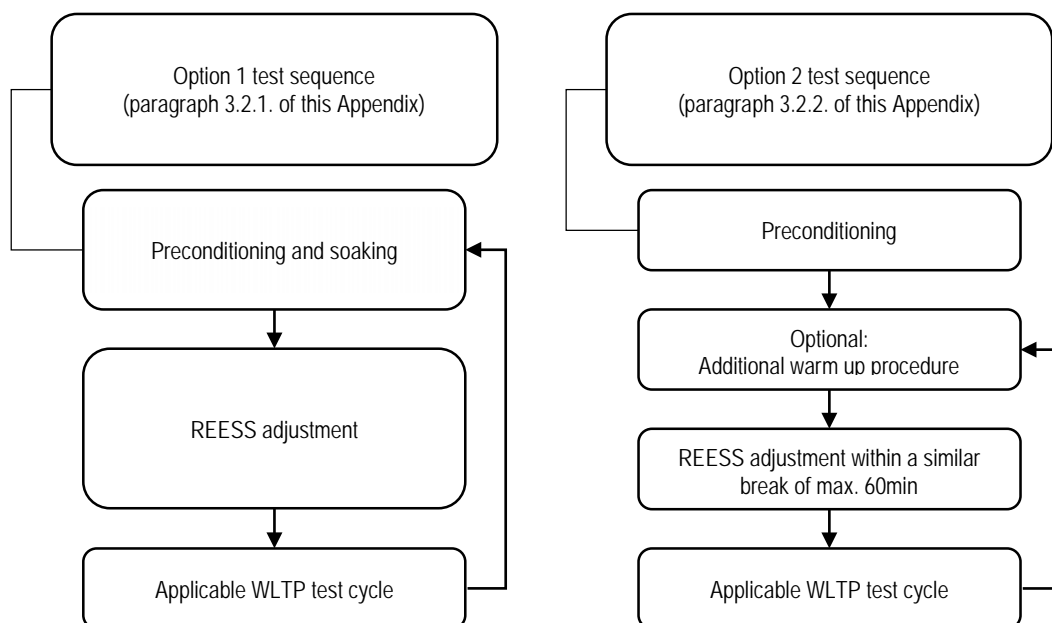 Option 1 test sequence
(paragraph 3.2.1. of this Appendix)
Preconditioning and soaking
REESS adjustment
Applicable WLTP test cycle
Option 2 test sequence
(paragraph 3.2.2. of this Appendix)
Preconditioning
Optional:
Additional warm up procedure
REESS adjustment within a similar
break of max. 60min
Applicable WLTP test cycle